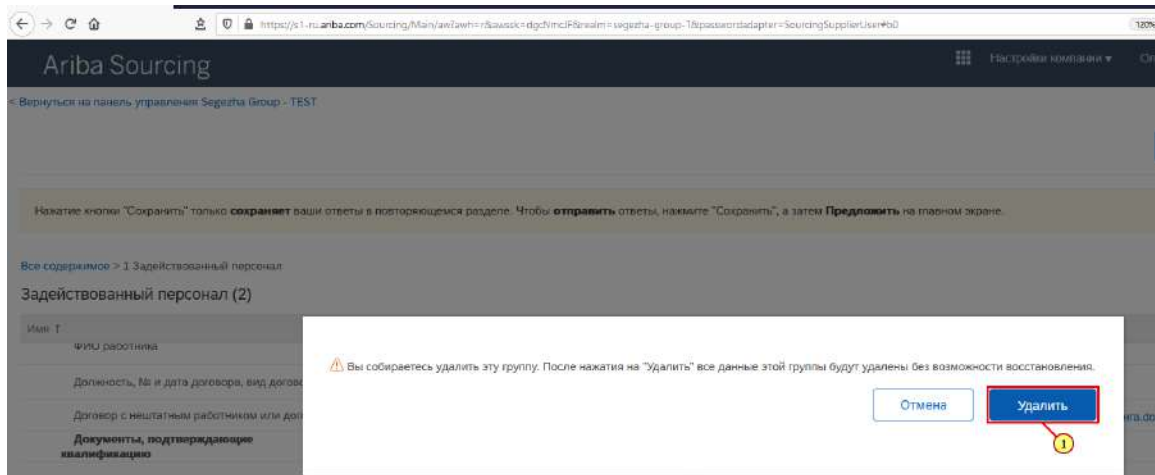 https://s1-ru.ariba.com/Sourcing/Main/aw?awh=r&awssk=dgdVmcJF&realm=segezha-group-T&passwordadapter=SourcingSupplierUser#b0
120%
Ariba Sourcing
Настройки компании
< Вернуться на панель управления Segezha Group - TEST
Нажатие кнопки "Сохранить" только сохраняет ваши ответы в повторяющемся разделе. Чтобы отправить ответы, нажмите "Сохранить", а затем Предложить на главном экране.
Все содержимое > 1 Задействованный персонал
Задействованный персонал (2)
Имя ↑
ФИО работника
Должность, № и дата договора, вид
Договор с нештатным работником или
Документы, подтверждающие
квалификацию
Вы собираетесь удалить эту группу. После нажатия на "Удалить" все данные этой группы будут удалены без возможности восстановления.
Отмена
Удалить
1